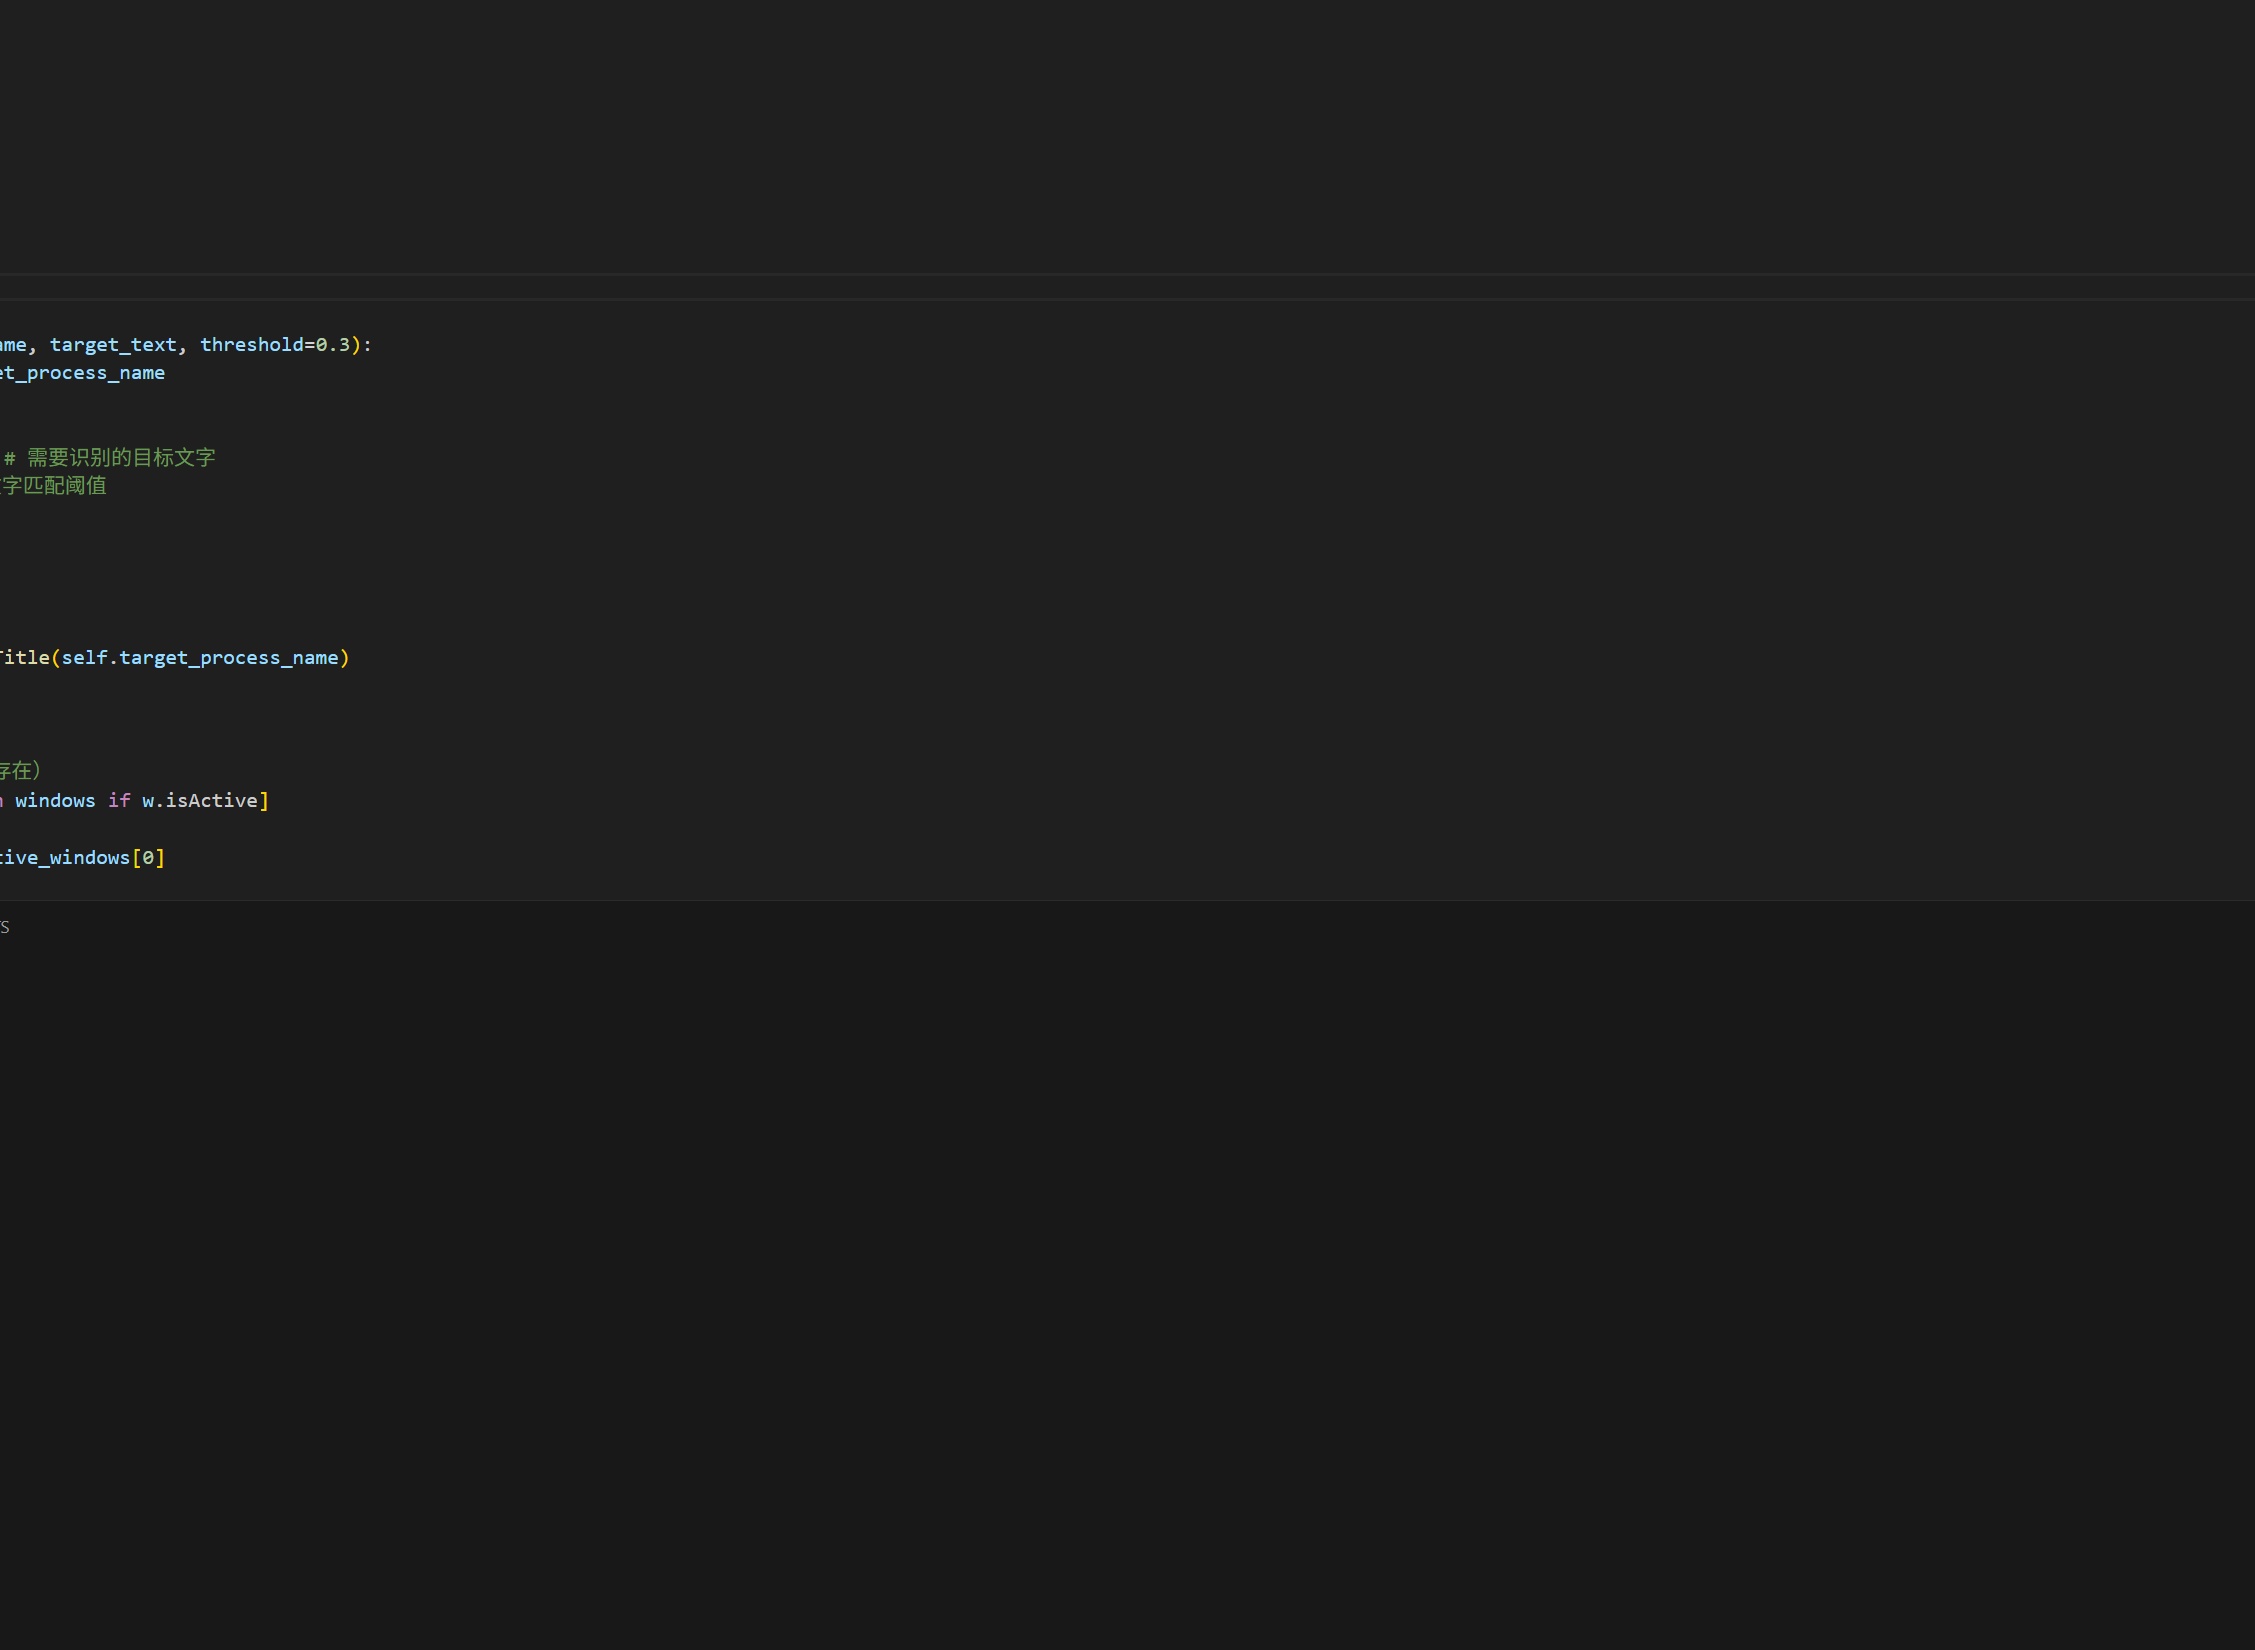 me, target_text, threshold=0.3):
et_process_name
# 需要识别的目标文字
字匹配阈值
Title(self.target_process_name)
存在）
windows if w.isActive]
tive_windows[0]
TS